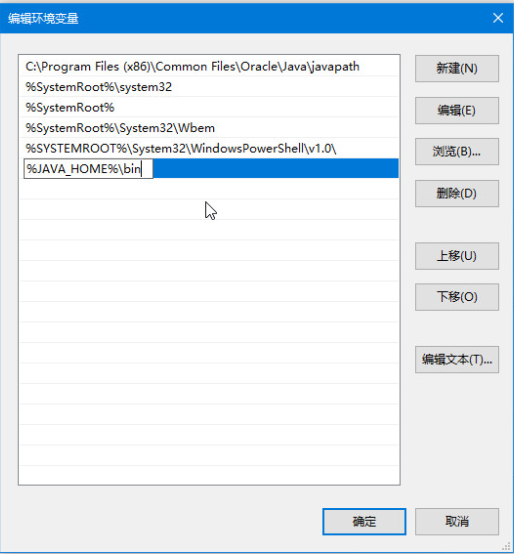 编辑环境变量
C:\Program Files (x86)\Common Files\Oracle\Java\javapath
%SystemRoot%\system32
%SystemRoot%
%SystemRoot%\System32\Wbem
%SYSTEMROOT%\System32\WindowsPowerShell\v1.0\
%JAVA_HOME%\bin
新建(N)
编辑(E)
浏览(B)...
删除(D)
上移(U)
下移(O)
编辑文本(T)...
确定
取消